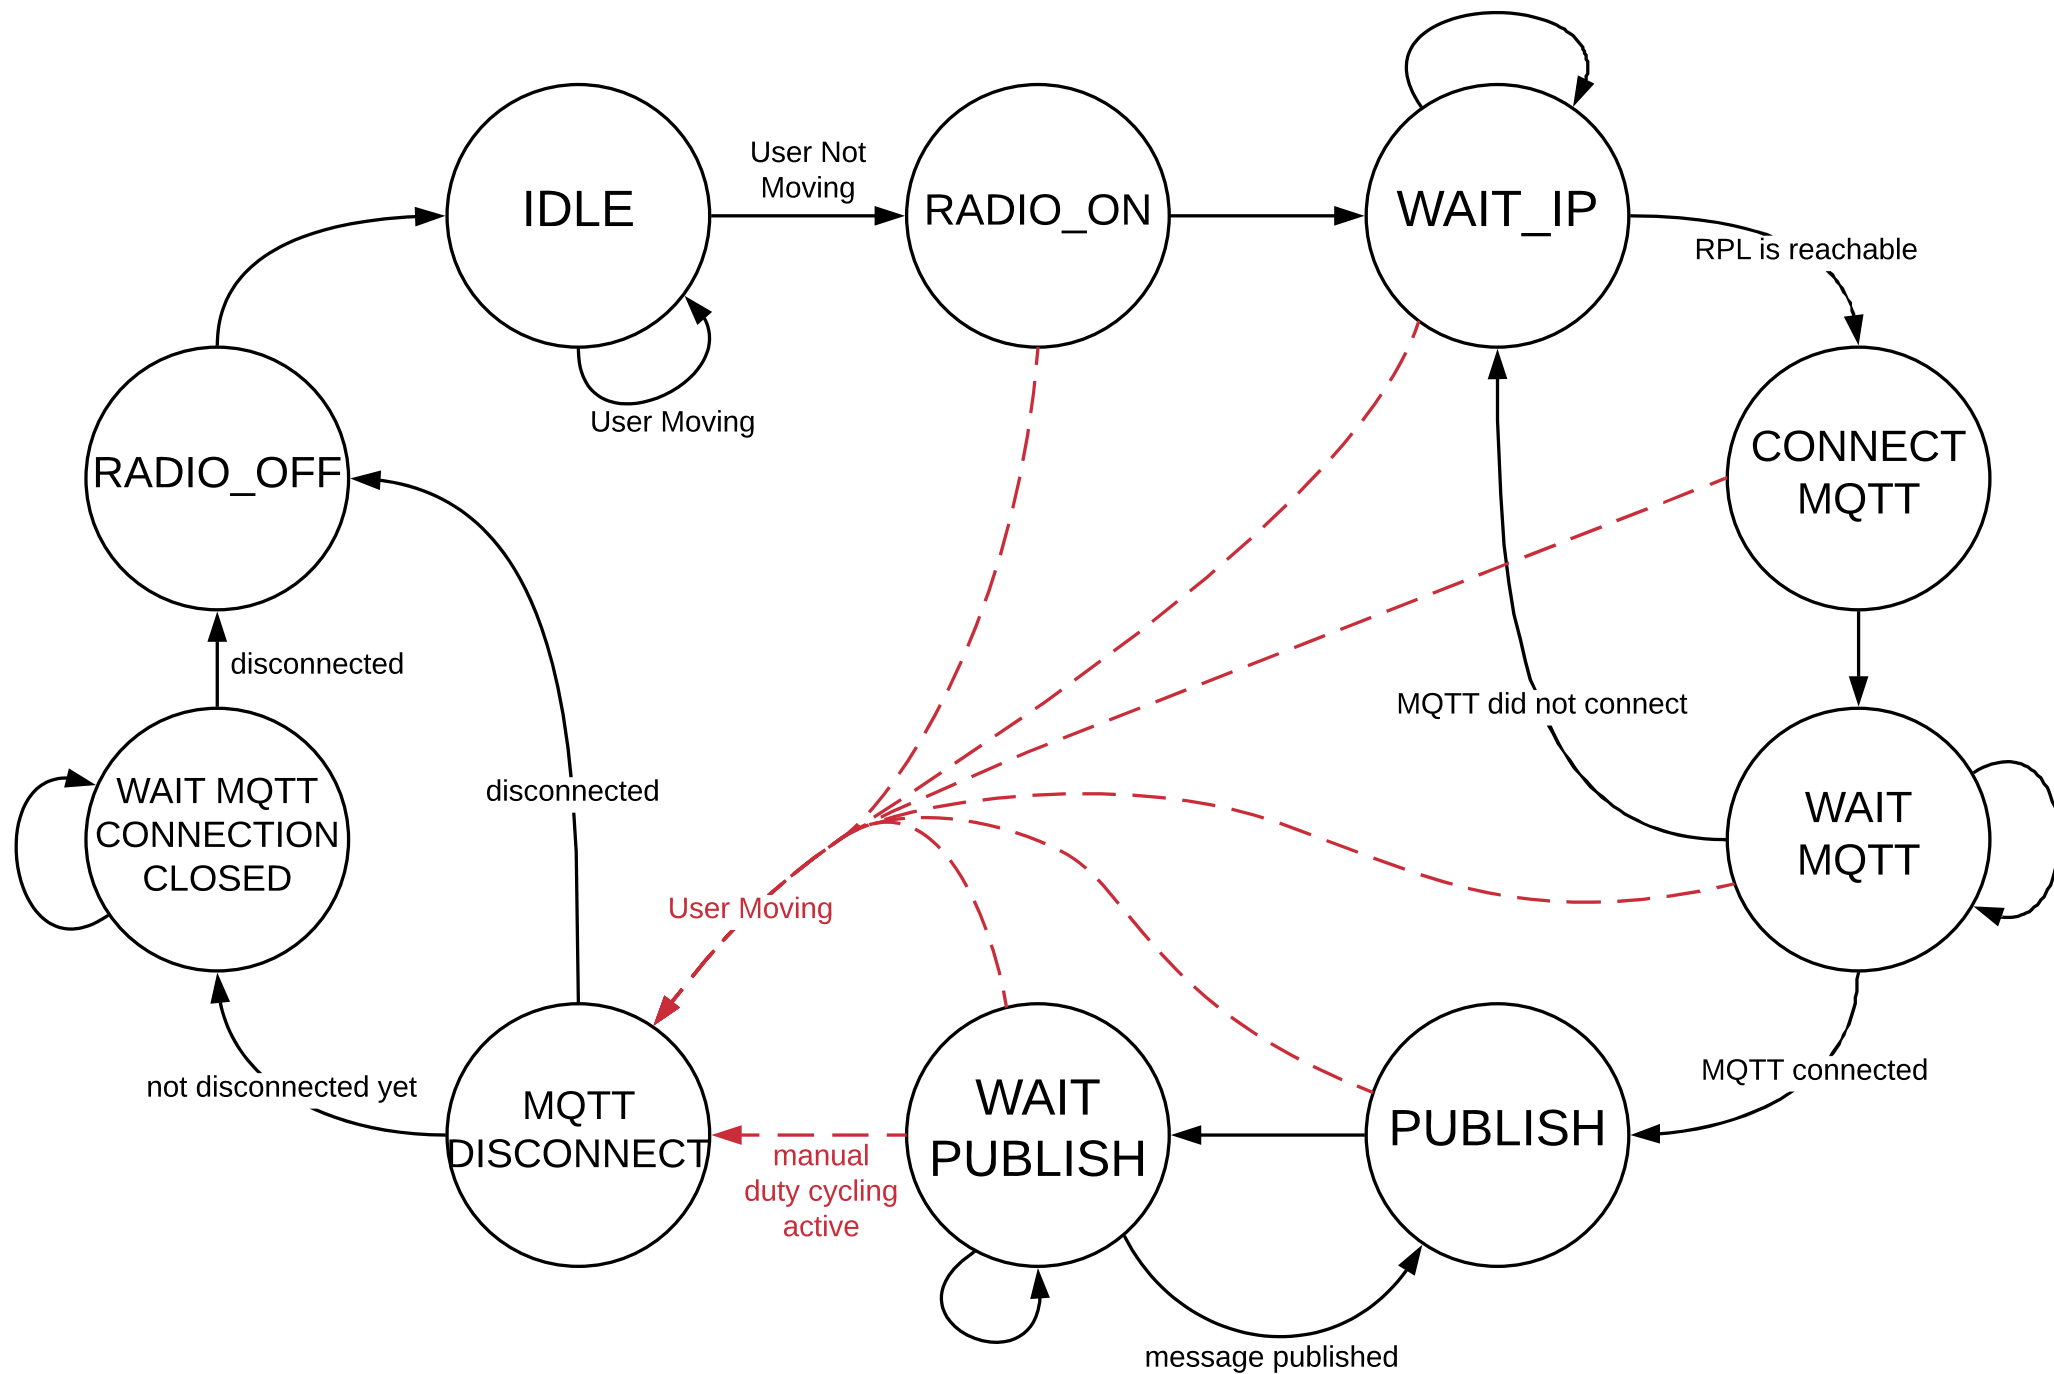 User Not
Moving
IDLE
RADIO_ON
WAIT_IP
RPL is reachable
User Moving
RADIO_OFF
CONNECT
MQTT
disconnected
MQTT did not connect
WAIT MQTT
CONNECTION
CLOSED
disconnected
WAIT
MQTT
User Moving
not disconnected yet
MQTT
DISCONNECT
WAIT
PUBLISH
PUBLISH
MQTT connected
manual
duty cycling
active
message published